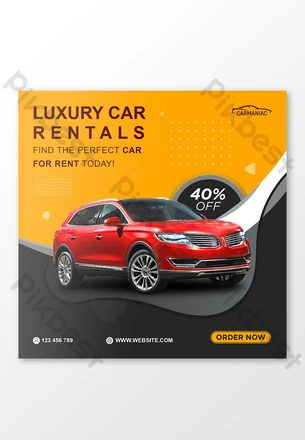 LUXURY CAR
RENTALS
FIND THE PERFECT CAR
FOR RENT TODAY!
CARMANIAC
40%
OFF
123 456 789
WWW.WEBSITE.COM
ORDER NOW